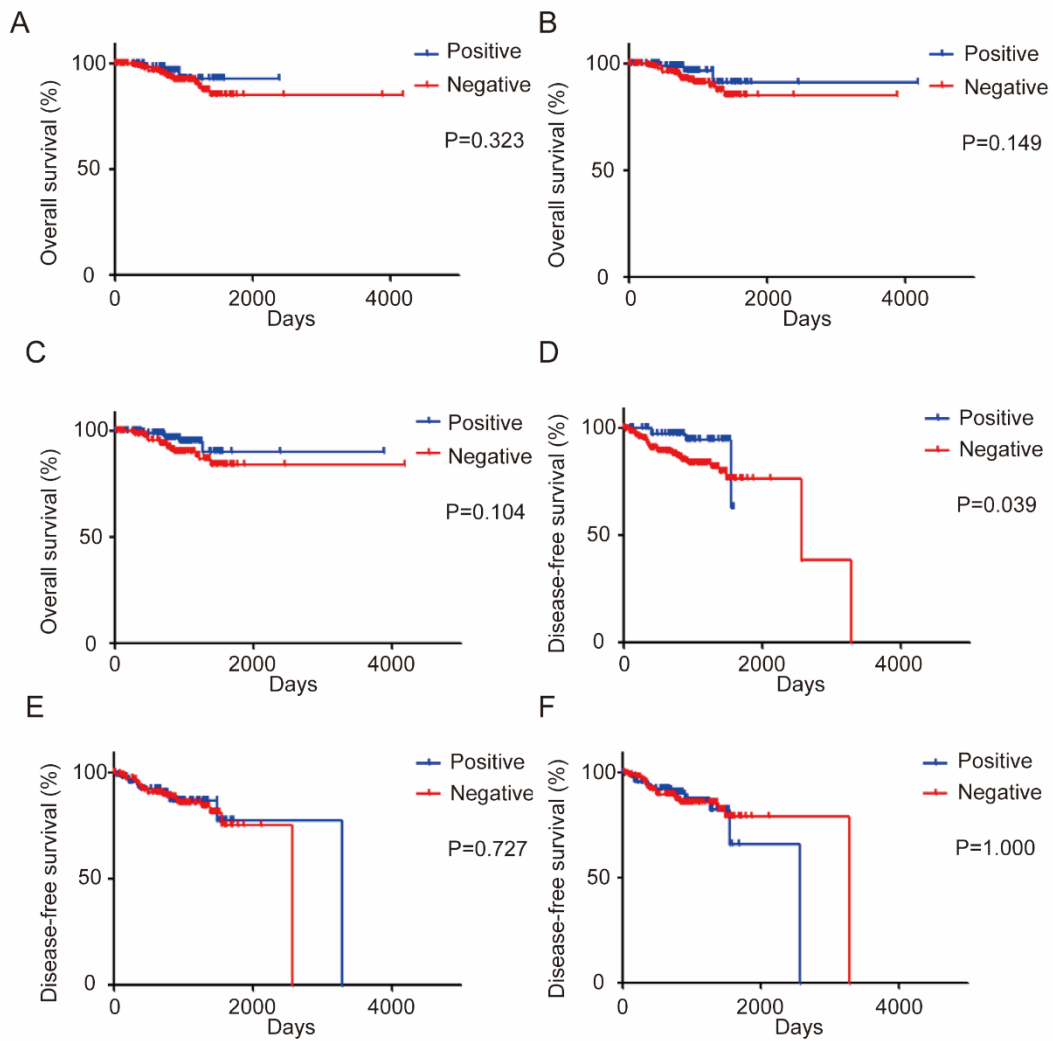 A
Overall survival (%)
100
50
0
0 2000 4000
Days
Positive
Negative
P=0.323
B
Overall survival (%)
100
50
0
0 2000 4000
Days
Positive
Negative
P=0.149
C
Overall survival (%)
100
50
0
0 2000 4000
Days
Positive
Negative
P=0.104
D
Disease-free survival (%)
100
50
0
0 2000 4000
Days
Positive
Negative
P=0.039
E
Disease-free survival (%)
100
50
0
0 2000 4000
Days
Positive
Negative
P=0.727
F
Disease-free survival (%)
100
50
0
0 2000 4000
Days
Positive
Negative
P=1.000